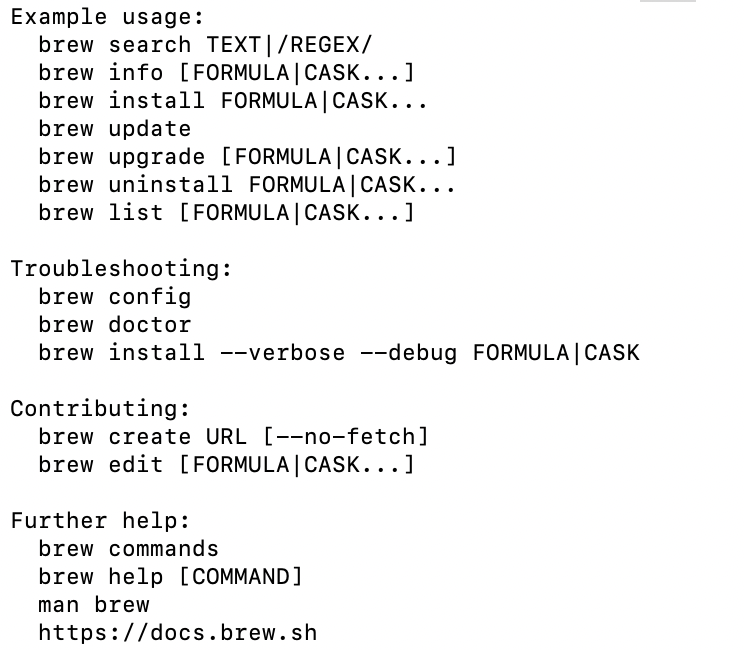 Example usage:
  brew search TEXT|/REGEX/
  brew info [FORMULA|CASK...]
  brew install FORMULA|CASK...
  brew update
  brew upgrade [FORMULA|CASK...]
  brew uninstall FORMULA|CASK...
  brew list [FORMULA|CASK...]

Troubleshooting:
  brew config
  brew doctor
  brew install --verbose --debug FORMULA|CASK

Contributing:
  brew create URL [--no-fetch]
  brew edit [FORMULA|CASK...]

Further help:
  brew commands
  brew help [COMMAND]
  man brew
  https://docs.brew.sh